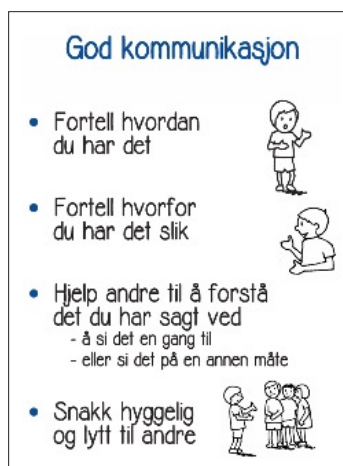 God kommunikasjon
• Fortell hvordan
du har det
• Fortell hvorfor
du har det slik
• Hjelp andre til å forstå
det du har sagt ved
- å si det en gang til
- eller si det på en annen måte
• Snakk hyggelig
og lytt til andre